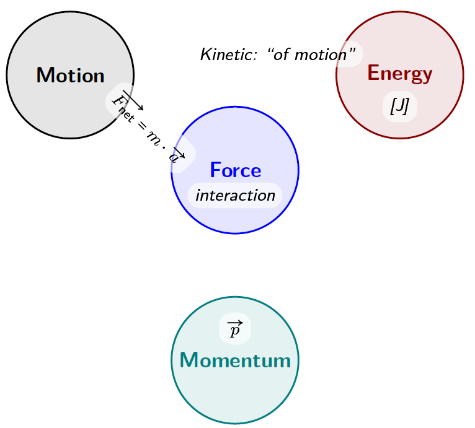 Motion
Kinetic: “of motion”
Energy
[J]
F⃗net = m · a⃗
Force
interaction
p⃗
Momentum